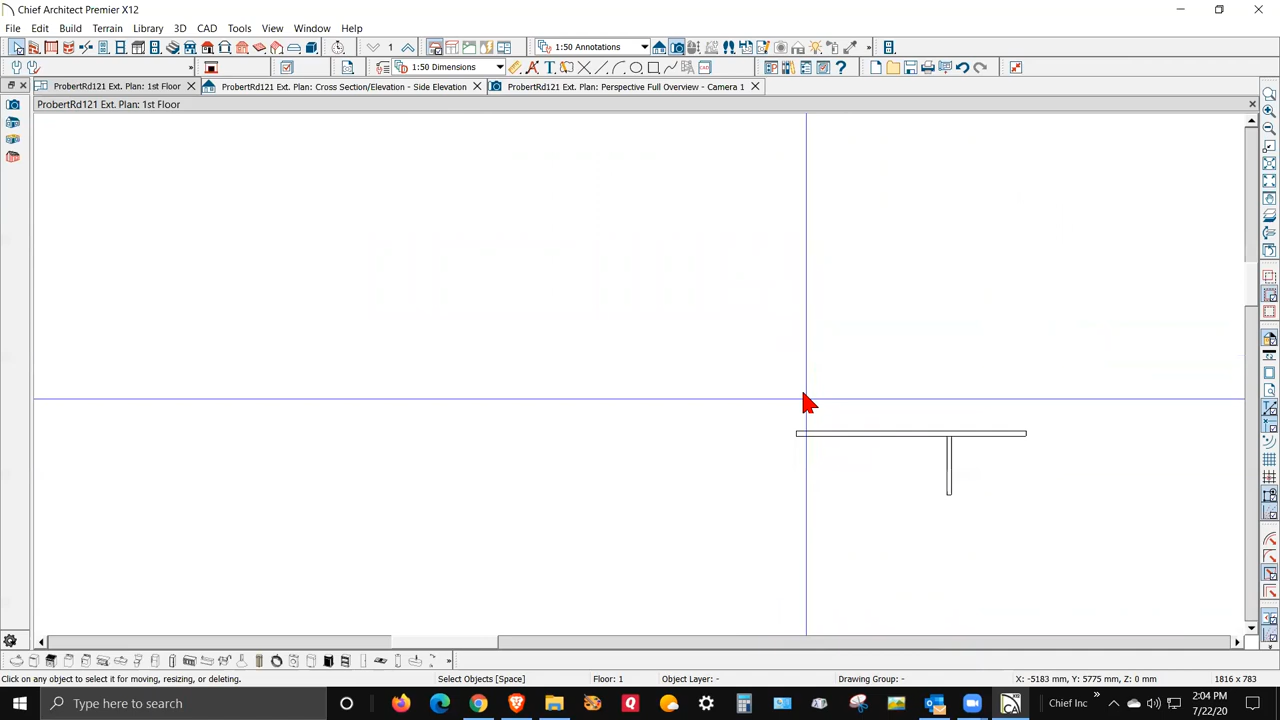 Chief Architect Premier X12
File Edit Build Terrain Library 3D CAD Tools Window View Help
1 1:50 Annotations
1:50 Dimensions
ProbertRd121 Ext. Plan: 1st Floor ProbertRd121 Ext. Plan: Cross Section/Elevation - Side Elevation ProbertRd121 Ext. Plan: Perspective Full Overview - Camera 1
ProbertRd121 Ext. Plan: 1st Floor
Click on any object to select it for moving, resizing, or deleting. Select Objects [Space] Floor: 1 Object Layer: - Drawing Group: - X: -5183 mm, Y: 5775 mm, Z: 0 mm 1816 x 783
Type here to search Chief Inc 2:04 PM
7/22/20